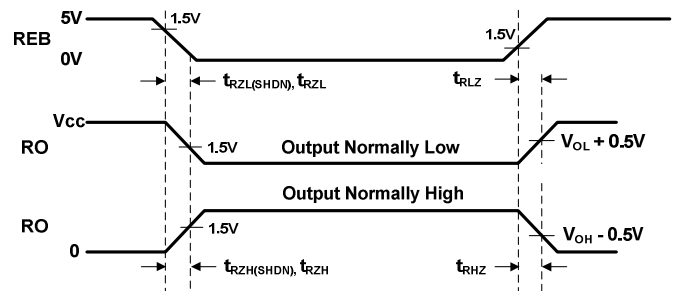 5V
1.5V
1.5V
REB
0V
tRZL(SHDN), tRZL
tRLZ
Vcc
RO
1.5V
Output Normally Low
VOL + 0.5V
Output Normally High
RO
1.5V
VOH - 0.5V
0
tRZH(SHDN), tRZH
tRHZ